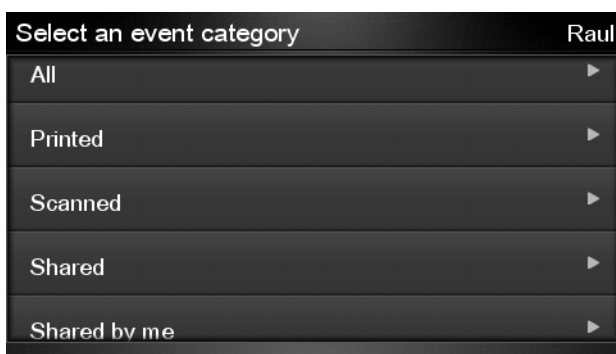 Select an event category Raul
All
Printed
Scanned
Shared
Shared by me